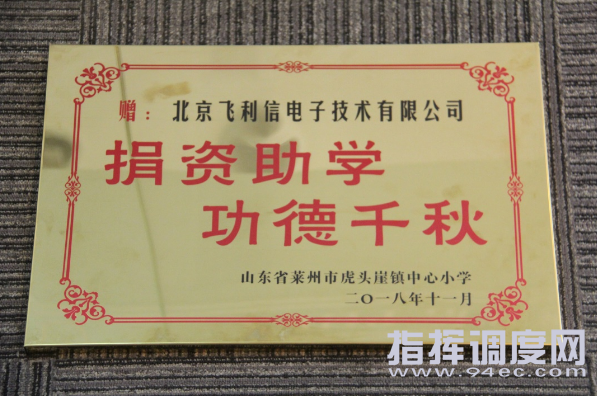 赠：北京飞利信电子技术有限公司
捐资助学
功德千秋
山东省莱州市虎头崖镇中心小学
二〇一八年十一月
指挥调度网
www.94ec.com